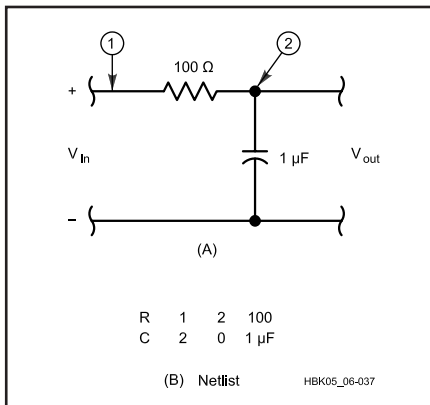 1 2
100 Ω
+
V In 1 µF V out
–
(A)
R 1 2 100
C 2 0 1 µF
(B) Netlist HBK05_06-037